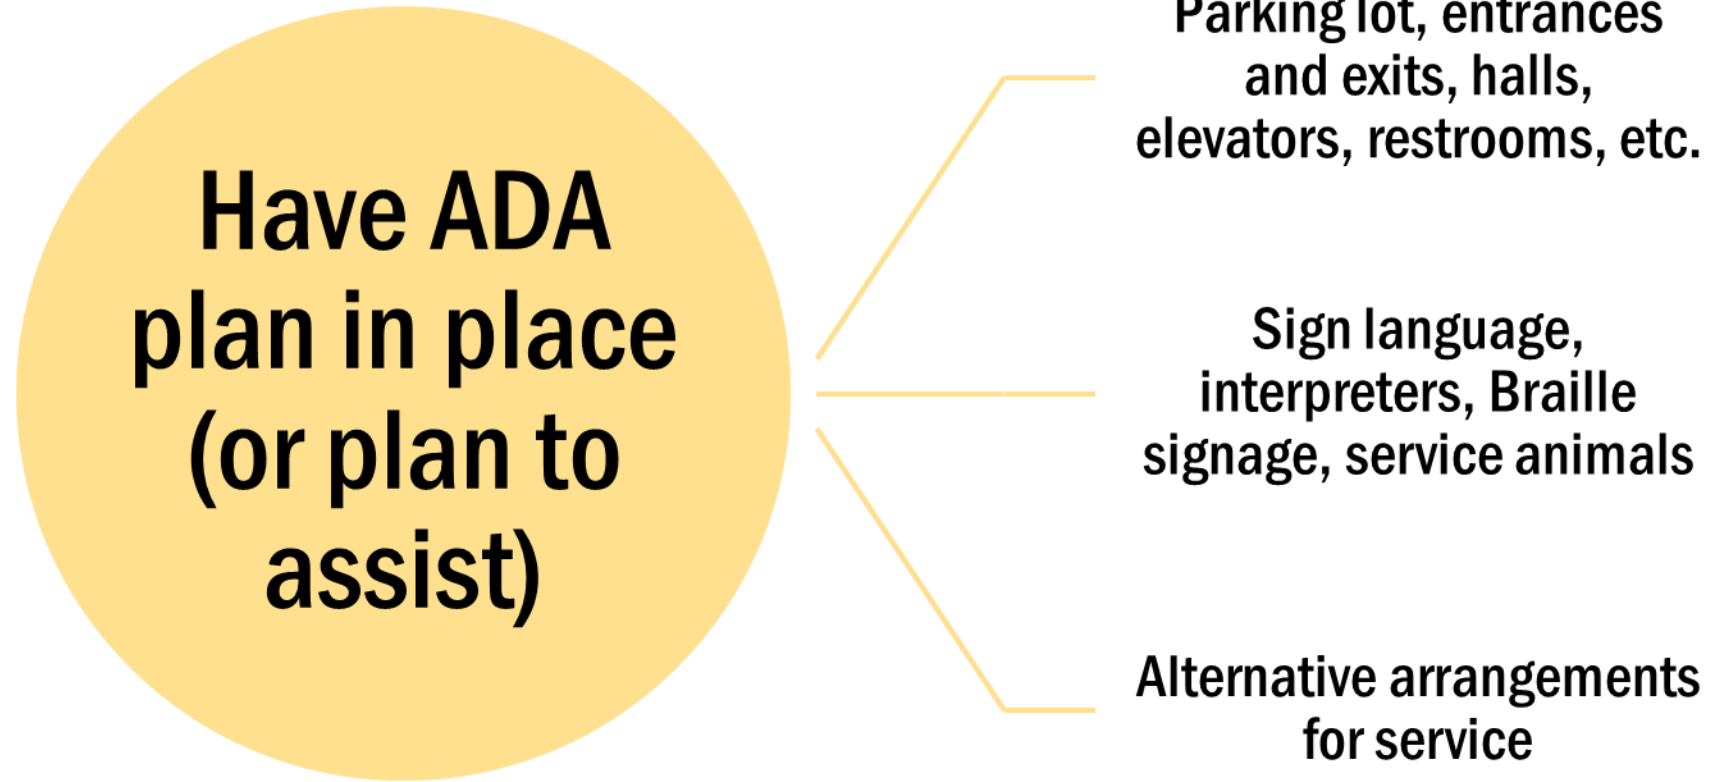 Have ADA
plan in place
(or plan to
assist)
Parking lot, entrances
and exits, halls,
elevators, restrooms, etc.
Sign language,
interpreters, Braille
signage, service animals
Alternative arrangements
for service